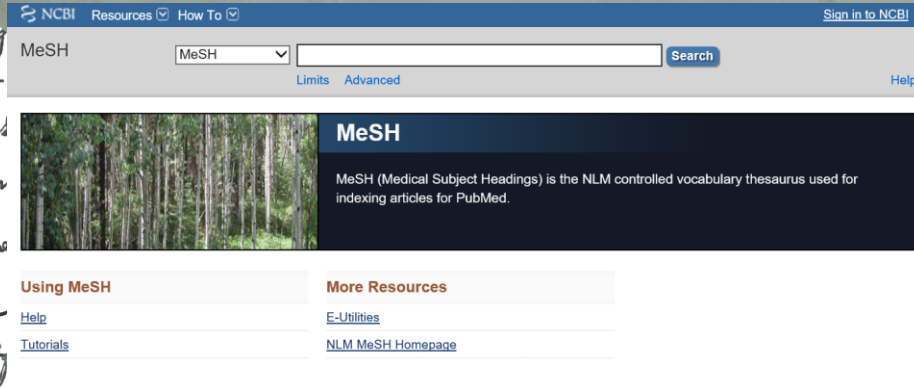 NCBI Resources How To Sign in to NCBI
MeSH MeSH Search
Limits Advanced Help
MeSH
MeSH (Medical Subject Headings) is the NLM controlled vocabulary thesaurus used for
indexing articles for PubMed.
Using MeSH More Resources
Help E-Utilities
Tutorials NLM MeSH Homepage